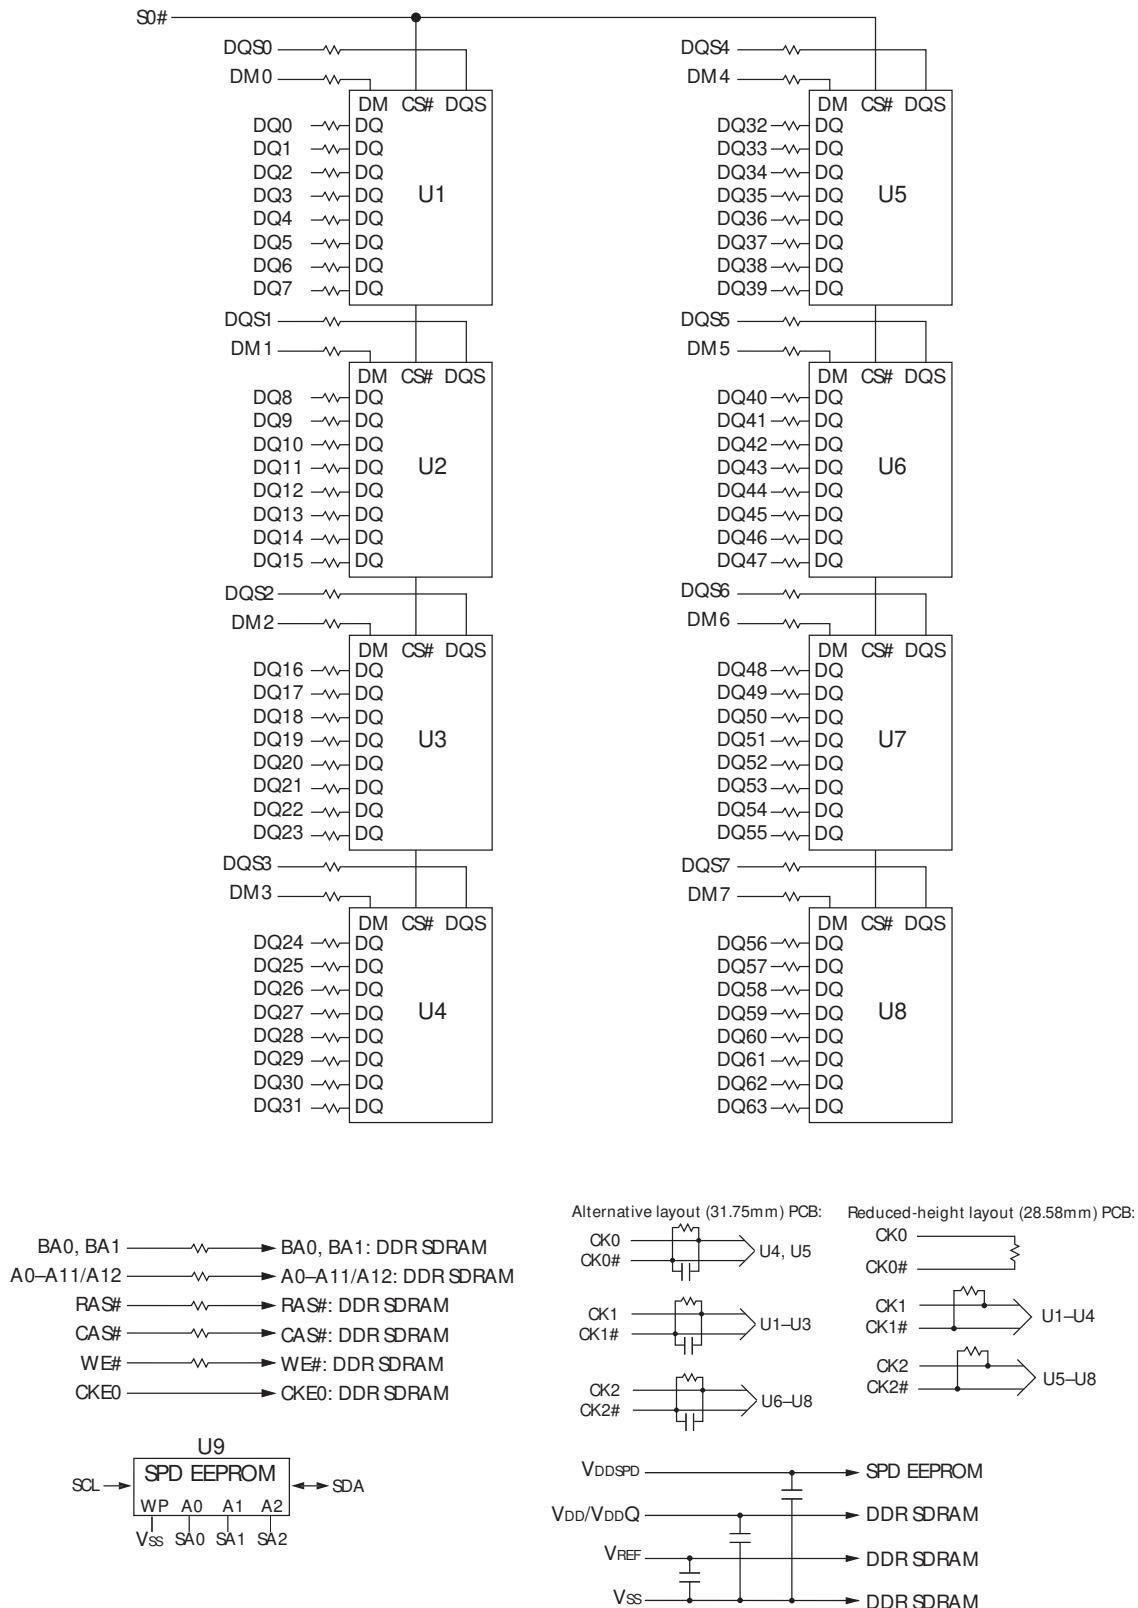 S0#
DQS0
DM0
DM CS# DQS
DQ0 DQ
DQ1 DQ
DQ2 DQ
DQ3 DQ
DQ4 DQ
DQ5 DQ
DQ6 DQ
DQ7 DQ
U1
DQS1
DM1
DM CS# DQS
DQ8 DQ
DQ9 DQ
DQ10 DQ
DQ11 DQ
DQ12 DQ
DQ13 DQ
DQ14 DQ
DQ15 DQ
U2
DQS2
DM2
DM CS# DQS
DQ16 DQ
DQ17 DQ
DQ18 DQ
DQ19 DQ
DQ20 DQ
DQ21 DQ
DQ22 DQ
DQ23 DQ
U3
DQS3
DM3
DM CS# DQS
DQ24 DQ
DQ25 DQ
DQ26 DQ
DQ27 DQ
DQ28 DQ
DQ29 DQ
DQ30 DQ
DQ31 DQ
U4
DQS4
DM4
DM CS# DQS
DQ32 DQ
DQ33 DQ
DQ34 DQ
DQ35 DQ
DQ36 DQ
DQ37 DQ
DQ38 DQ
DQ39 DQ
U5
DQS5
DM5
DM CS# DQS
DQ40 DQ
DQ41 DQ
DQ42 DQ
DQ43 DQ
DQ44 DQ
DQ45 DQ
DQ46 DQ
DQ47 DQ
U6
DQS6
DM6
DM CS# DQS
DQ48 DQ
DQ49 DQ
DQ50 DQ
DQ51 DQ
DQ52 DQ
DQ53 DQ
DQ54 DQ
DQ55 DQ
U7
DQS7
DM7
DM CS# DQS
DQ56 DQ
DQ57 DQ
DQ58 DQ
DQ59 DQ
DQ60 DQ
DQ61 DQ
DQ62 DQ
DQ63 DQ
U8
BA0, BA1 BA0, BA1: DDR SDRAM
A0–A11/A12 A0–A11/A12: DDR SDRAM
RAS# RAS#: DDR SDRAM
CAS# CAS#: DDR SDRAM
WE# WE#: DDR SDRAM
CKE0 CKE0: DDR SDRAM
U9
SPD EEPROM
SCL SDA
WP A0 A1 A2
VSS SA0 SA1 SA2
Alternative layout (31.75mm) PCB:
CK0
CK0#
U4, U5
CK1
CK1#
U1–U3
CK2
CK2#
U6–U8
Reduced-height layout (28.58mm) PCB:
CK0
CK0#
CK1
CK1#
U1–U4
CK2
CK2#
U5–U8
VDDSPD SPD EEPROM
VDD/VDDQ DDR SDRAM
VREF DDR SDRAM
VSS DDR SDRAM